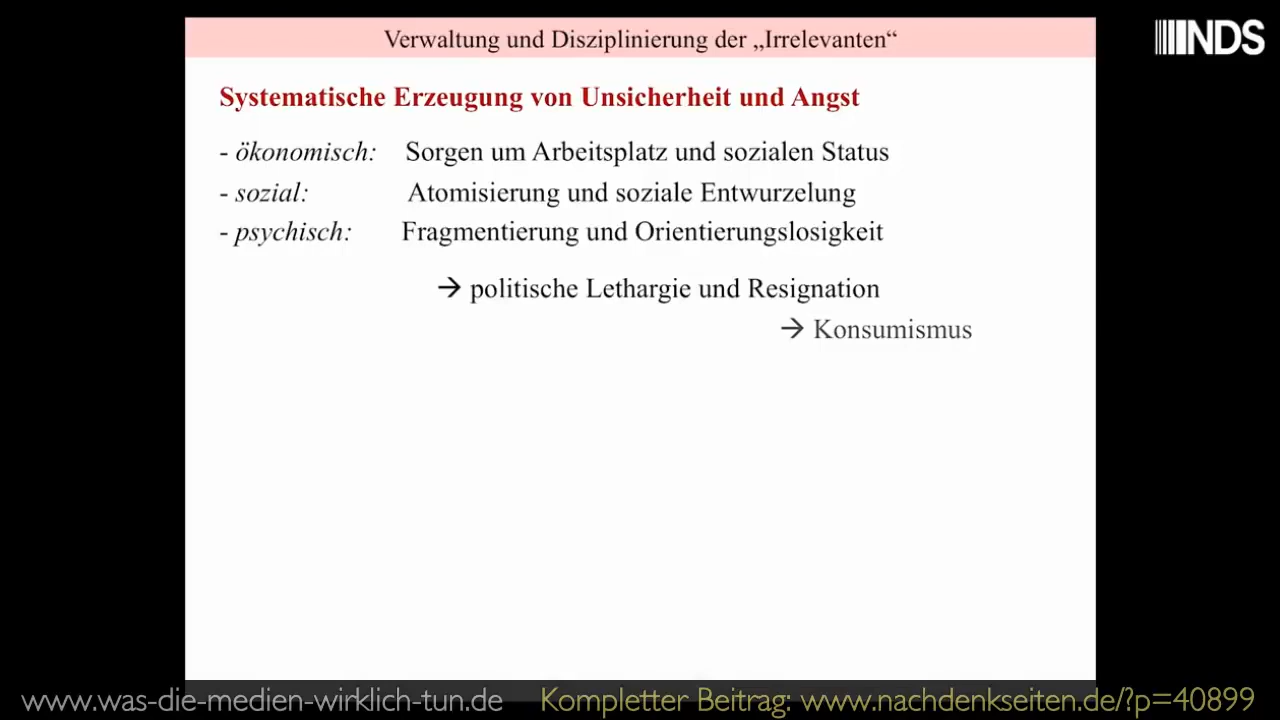 Verwaltung und Disziplinierung der „Irrelevanten“
NDS
Systematische Erzeugung von Unsicherheit und Angst
- ökonomisch: Sorgen um Arbeitsplatz und sozialen Status
- sozial: Atomisierung und soziale Entwurzelung
- psychisch: Fragmentierung und Orientierungslosigkeit
→ politische Lethargie und Resignation
→ Konsumismus
www.was-die-medien-wirklich-tun.de Kompletter Beitrag: www.nachdenkseiten.de/?p=40899